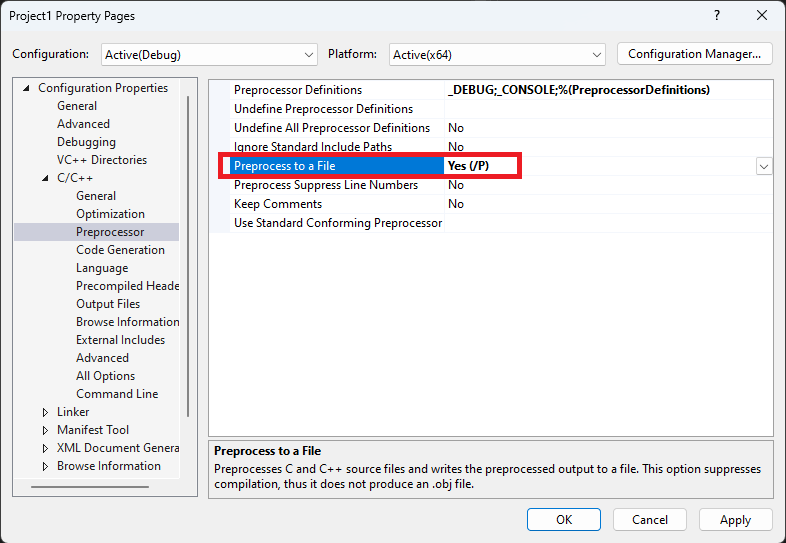 Project1 Property Pages
?
Configuration: Active(Debug) Platform: Active(x64) Configuration Manager...
Configuration Properties
General
Advanced
Debugging
VC++ Directories
C/C++
General
Optimization
Preprocessor
Code Generation
Language
Precompiled Heade
Output Files
Browse Information
External Includes
Advanced
All Options
Command Line
Linker
Manifest Tool
XML Document Genera
Browse Information
Preprocessor Definitions _DEBUG;_CONSOLE;%(PreprocessorDefinitions)
Undefine Preprocessor Definitions
Undefine All Preprocessor Definitions No
Ignore Standard Include Paths No
Preprocess to a File Yes (/P)
Preprocess Suppress Line Numbers No
Keep Comments No
Use Standard Conforming Preprocessor
Preprocess to a File
Preprocesses C and C++ source files and writes the preprocessed output to a file. This option suppresses
compilation, thus it does not produce an .obj file.
OK Cancel Apply